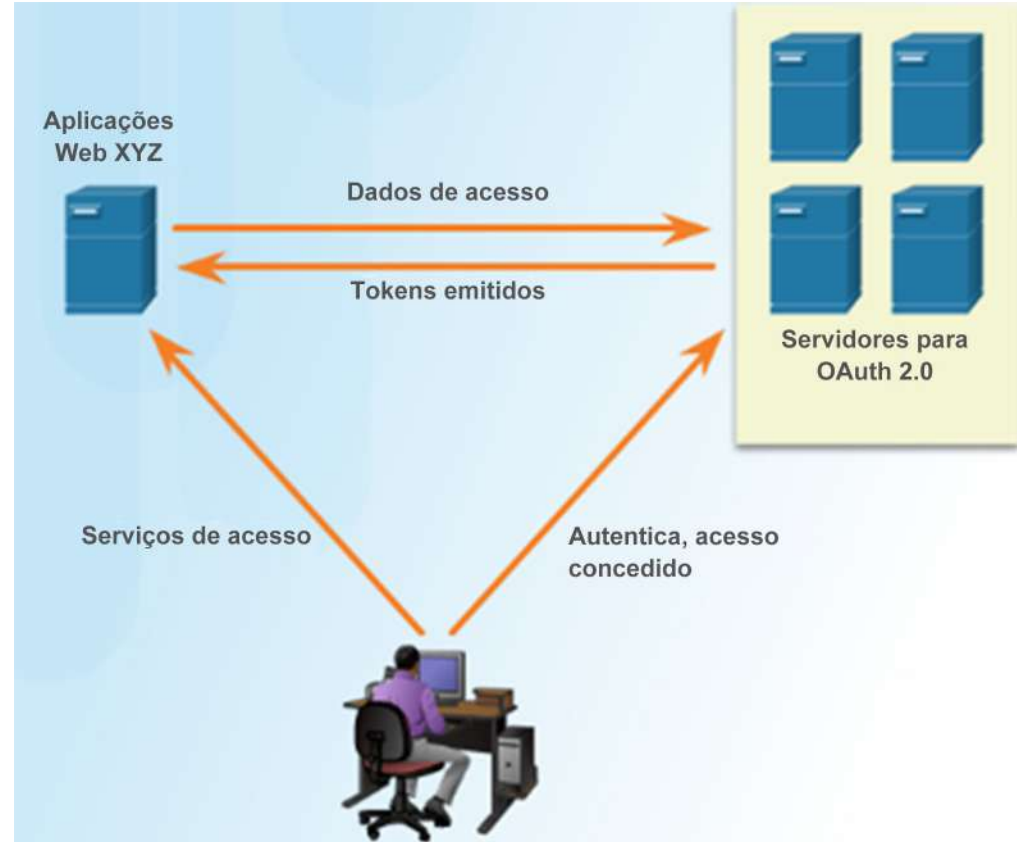 Aplicações
Web XYZ
Dados de acesso
Tokens emitidos
Servidores para
OAuth 2.0
Serviços de acesso
Autentica, acesso
concedido